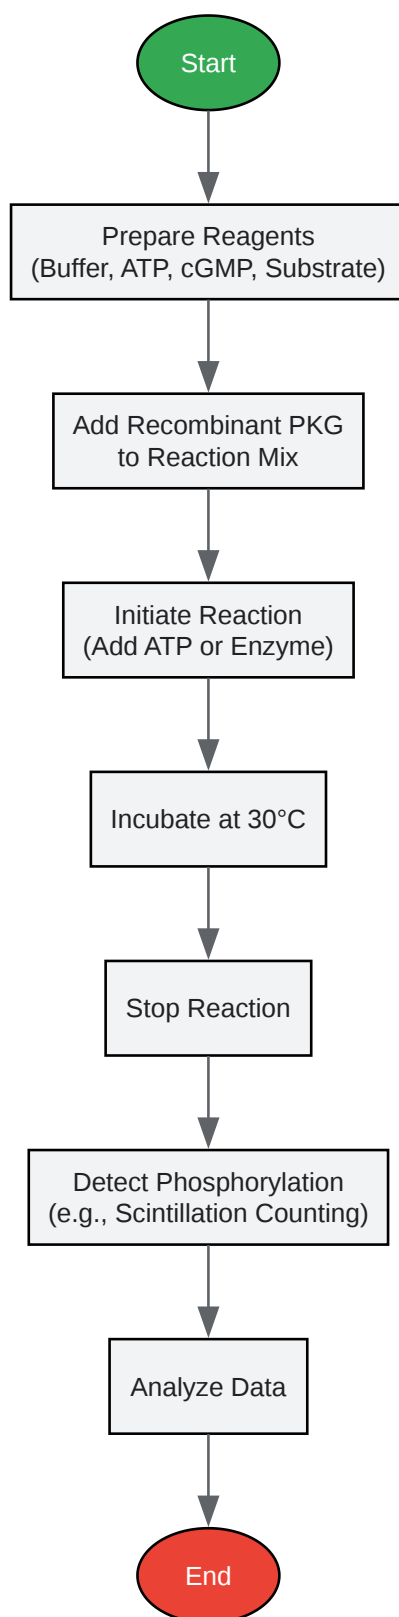 Start
Prepare Reagents
(Buffer, ATP, cGMP, Substrate)
Add Recombinant PKG
to Reaction Mix
Initiate Reaction
(Add ATP or Enzyme)
Incubate at 30°C
Stop Reaction
Detect Phosphorylation
(e.g., Scintillation Counting)
Analyze Data
End